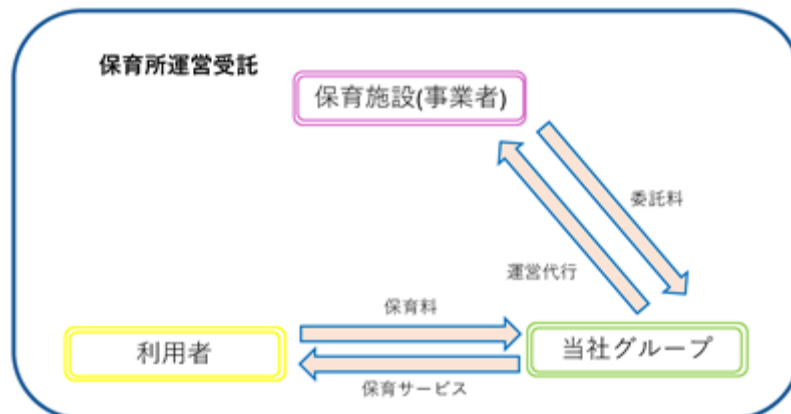 保育所運営受託
保育施設(事業者)
委託料
運営代行
保育料
利用者
当社グループ
保育サービス